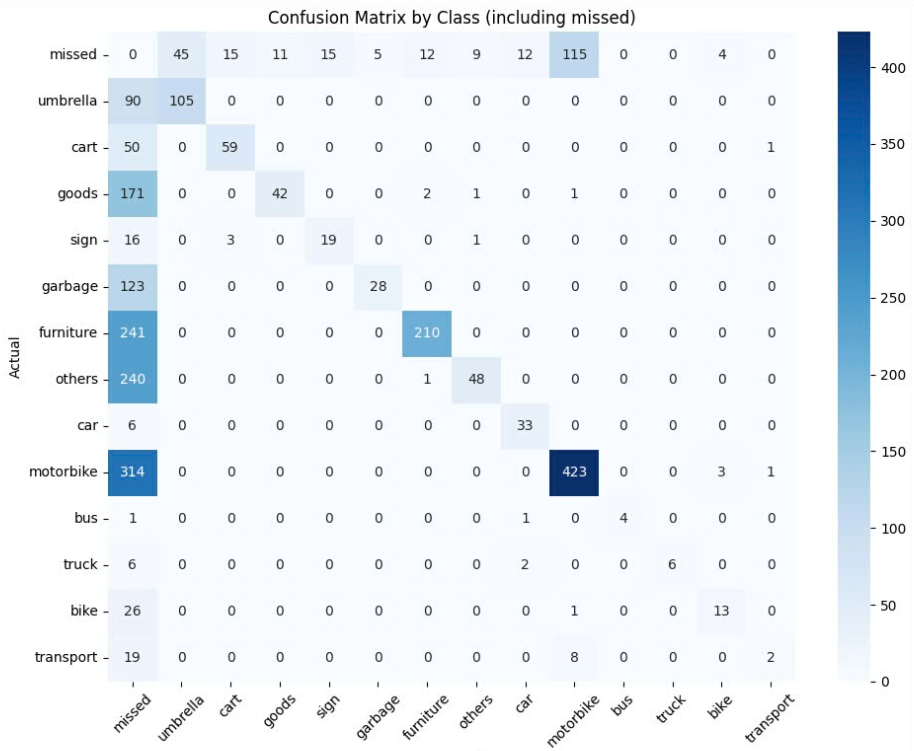 Confusion Matrix by Class (including missed)
missed 0 45 15 11 15 5 12 9 12 115 0 0 4 0
umbrella 90 105 0 0 0 0 0 0 0 0 0 0 0 0
cart 50 0 59 0 0 0 0 0 0 0 0 0 0 1
goods 171 0 0 42 0 0 2 1 0 1 0 0 0 0
sign 16 0 3 0 19 0 0 1 0 0 0 0 0 0
garbage 123 0 0 0 0 28 0 0 0 0 0 0 0 0
furniture 241 0 0 0 0 0 210 0 0 0 0 0 0 0
others 240 0 0 0 0 0 1 48 0 0 0 0 0 0
car 6 0 0 0 0 0 0 0 33 0 0 0 0 0
motorbike 314 0 0 0 0 0 0 0 0 423 0 0 3 1
bus 1 0 0 0 0 0 0 0 1 0 4 0 0 0
truck 6 0 0 0 0 0 0 0 2 0 0 6 0 0
bike 26 0 0 0 0 0 0 0 0 1 0 0 13 0
transport 19 0 0 0 0 0 0 0 0 8 0 0 0 2
missed umbrella cart goods sign garbage furniture others car motorbike bus truck bike transport
Actual
400
350
300
250
200
150
100
50
0